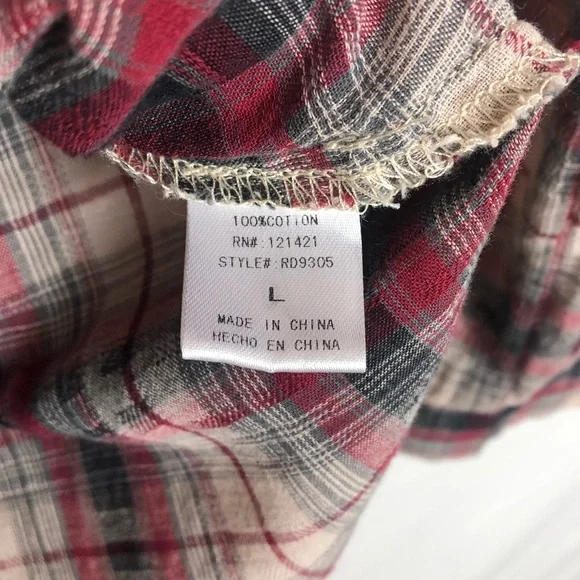 100%COTTON
RN#: 121421
STYLE#: RD9305
L
MADE IN CHINA
HECHO EN CHINA